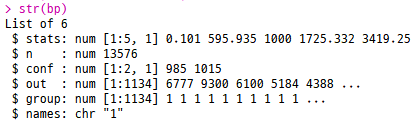 > str(bp)
List of 6
 $ stats: num [1:5, 1] 0.101 595.935 1000 1725.332 3419.25
 $ n    : num 13576
 $ conf : num [1:2, 1] 985 1015
 $ out  : num [1:1134] 6777 9300 6100 5184 4388 ...
 $ group: num [1:1134] 1 1 1 1 1 1 1 1 1 1 ...
 $ names: chr "1"